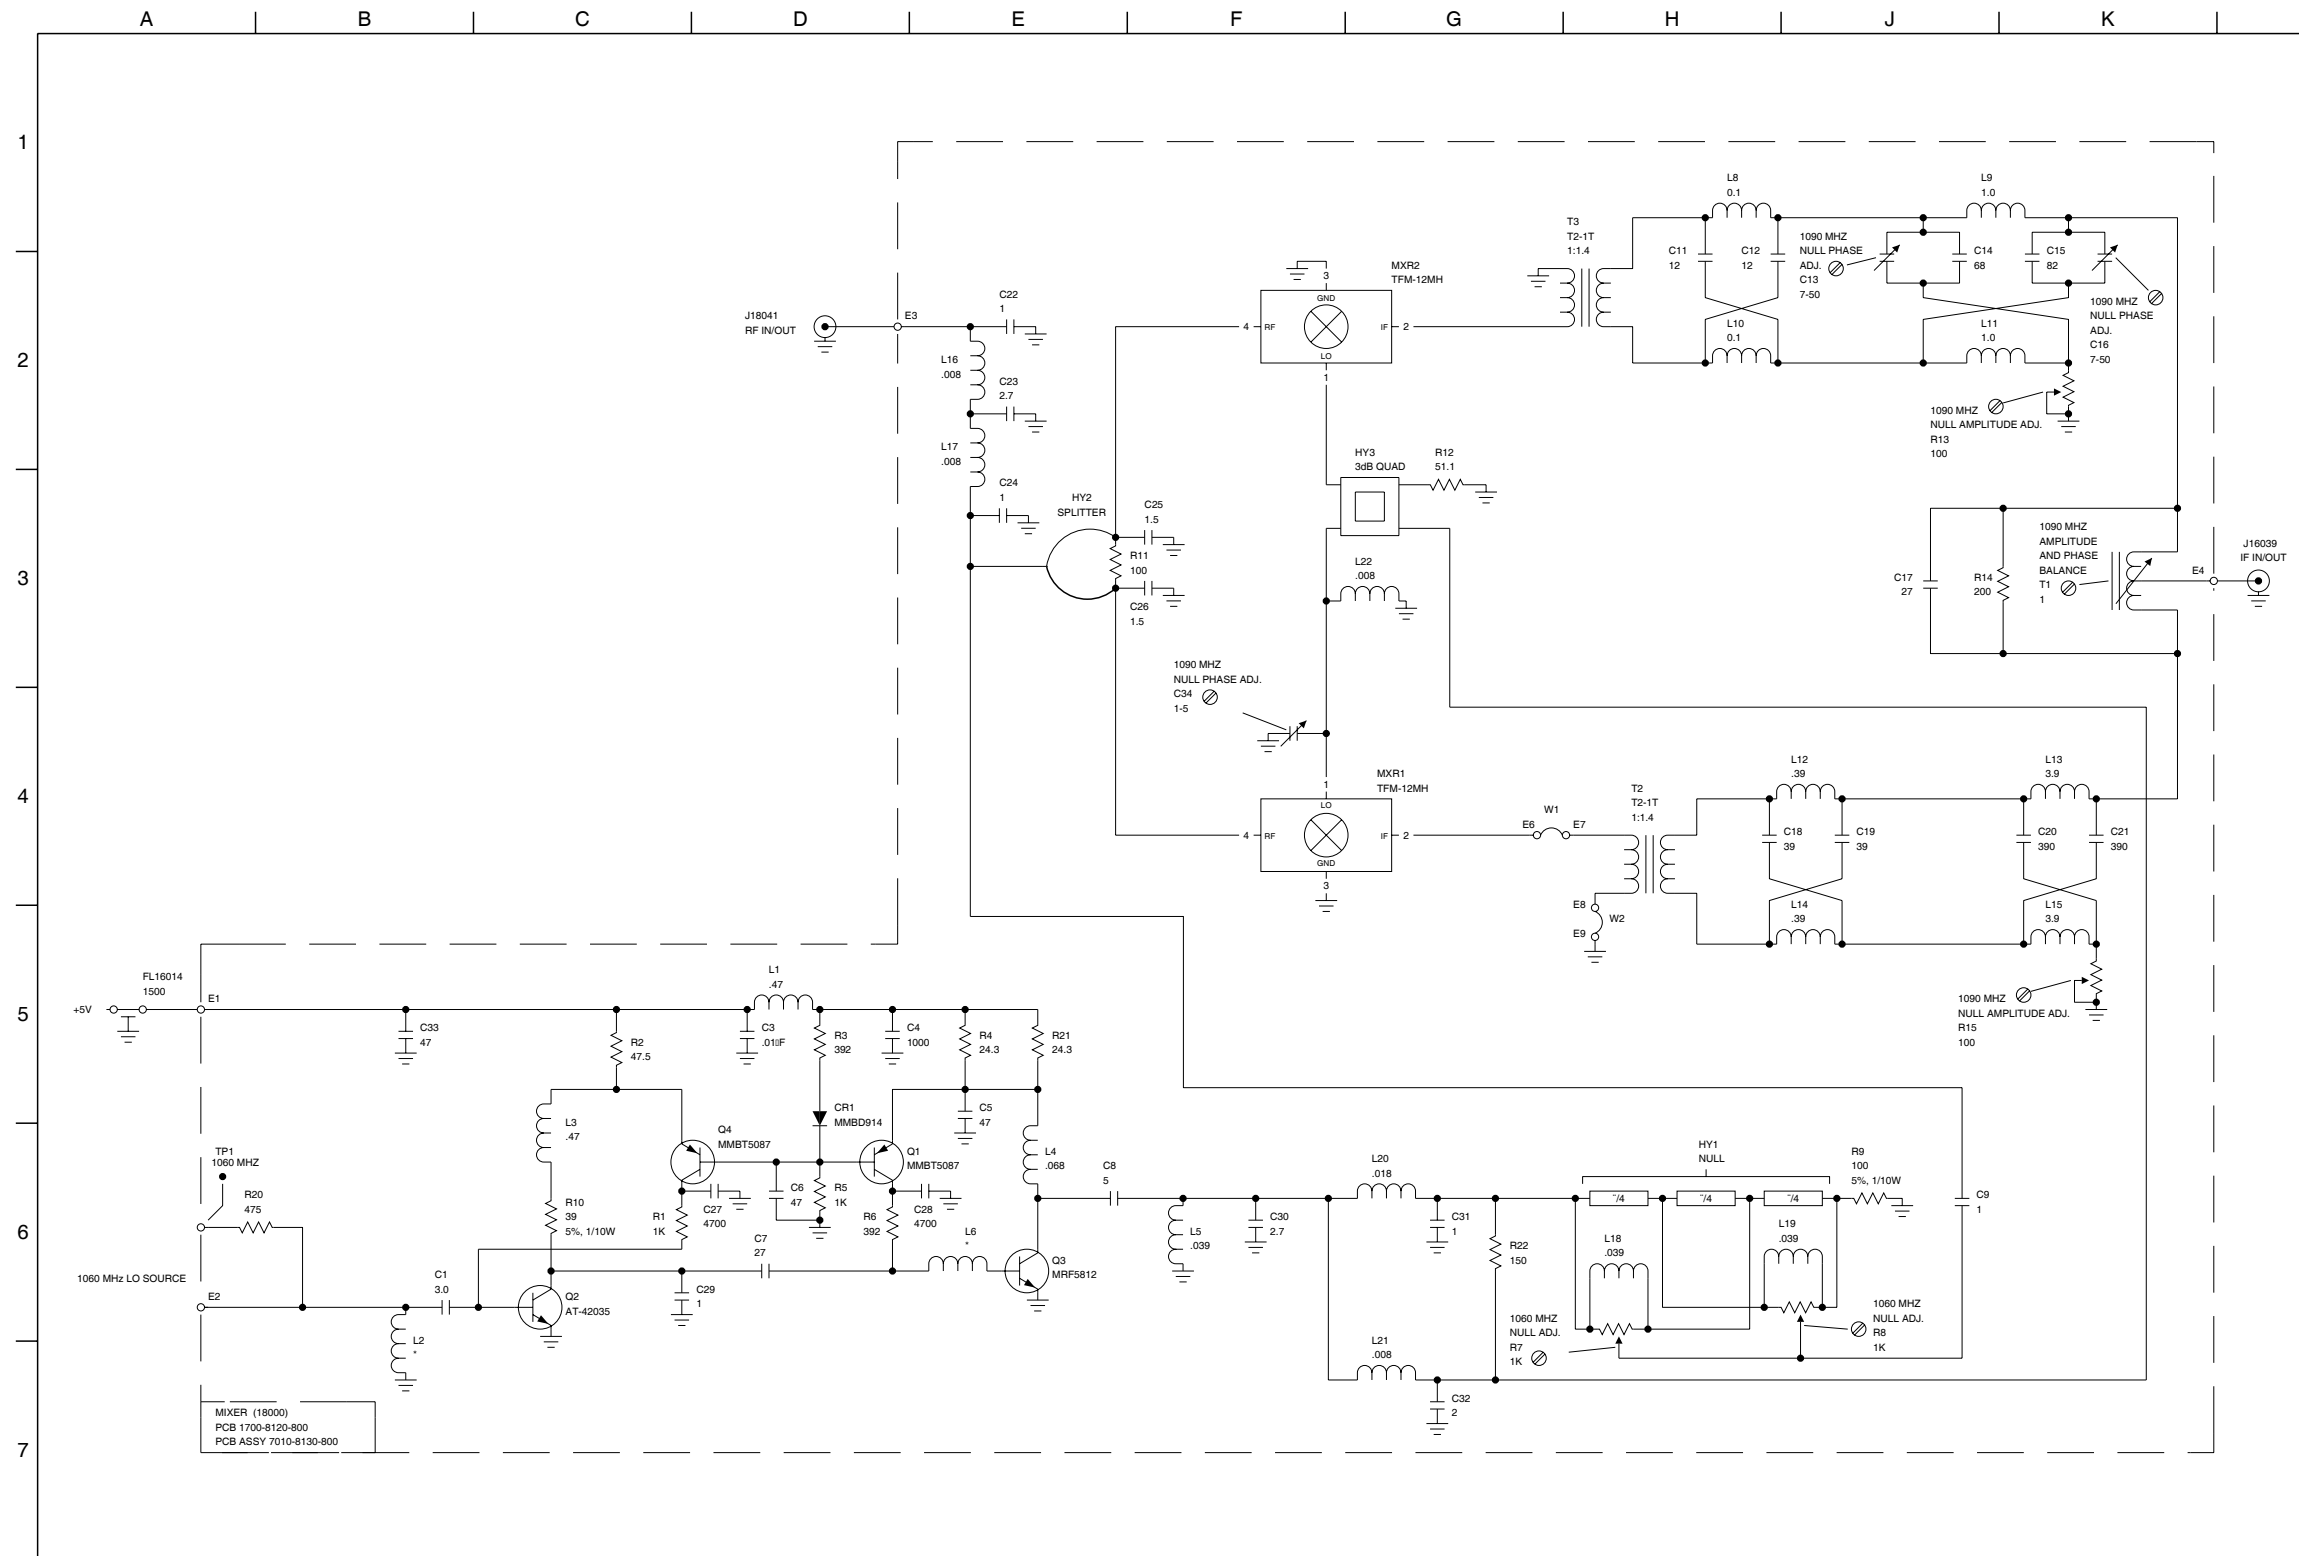 A B C D E F G H J K
1
2
3
4
5
6
7
L8
0.1
L9
1.0
T3
T2-1T
1:1.4
C11
12
C12
12
1090 MHZ
NULL PHASE
ADJ.
C13
7-50
C14
68
C15
82
1090 MHZ
NULL PHASE
ADJ.
C16
7-50
MXR2
TFM-12MH
3
GND
4 RF
IF 2
LO
1
J18041
RF IN/OUT
E3
C22
1
L16
.008
C23
2.7
L10
0.1
L11
1.0
1090 MHZ
NULL AMPLITUDE ADJ.
R13
100
L17
.008
C24
1
HY2
SPLITTER
C25
1.5
R11
100
C26
1.5
HY3
3dB QUAD
R12
51.1
L22
.008
1090 MHZ
AMPLITUDE
AND PHASE
BALANCE
T1
1
C17
27
R14
200
E4
J16039
IF IN/OUT
1090 MHZ
NULL PHASE ADJ.
C34
1-5
MXR1
TFM-12MH
1
LO
4 RF
IF 2
GND
3
W1
E6 E7
T2
T2-1T
1:1.4
L12
.39
L13
3.9
C18
39
C19
39
C20
390
C21
390
E8
W2
E9
L14
.39
L15
3.9
1090 MHZ
NULL AMPLITUDE ADJ.
R15
100
FL16014
1500
+5V
E1
C33
47
R2
47.5
L1
.47
C3
R3
392
C4
1000
R4
24.3
R21
24.3
L3
.47
Q4
MMBT5087
CR1
MMBD914
C5
47
Q1
MMBT5087
L4
.068
C8
5
TP1
1060 MHZ
R20
475
R10
39
5%, 1/10W
R1
1K
C27
4700
C6
47
R5
1K
R6
392
C28
4700
C7
27
L6
*
Q3
MRF5812
L5
.039
C30
2.7
L20
.018
C31
1
R22
150
HY1
NULL
¨/4 ¨/4 ¨/4
R9
100
5%, 1/10W
C9
1
L18
.039
L19
.039
1060 MHz LO SOURCE
E2
C1
3.0
L2
*
Q2
AT-42035
C29
1
L21
.008
C32
2
1060 MHZ
NULL ADJ.
R7
1K
1060 MHZ
NULL ADJ.
R8
1K
MIXER (18000)
PCB 1700-8120-800
PCB ASSY 7010-8130-800